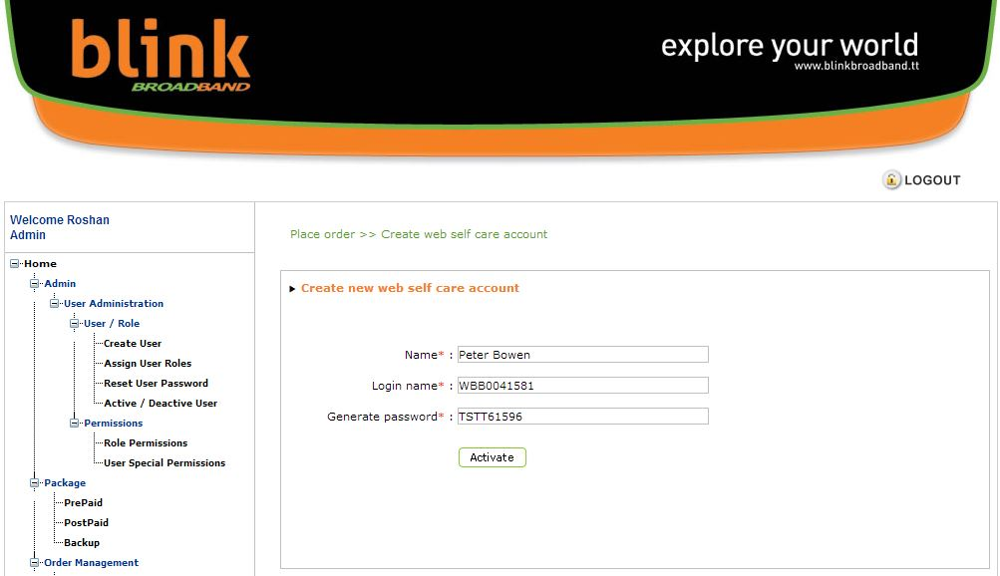 blink
BROADBAND
explore your world
www.blinkbroadband.tt
LOGOUT
Welcome Roshan
Admin
Home
Admin
User Administration
User / Role
Create User
Assign User Roles
Reset User Password
Active / Deactive User
Permissions
Role Permissions
User Special Permissions
Package
PrePaid
PostPaid
Backup
Order Management
Place order >> Create web self care account
Create new web self care account
Name* : Peter Bowen
Login name* : WBB0041581
Generate password* : TSTT61596
Activate